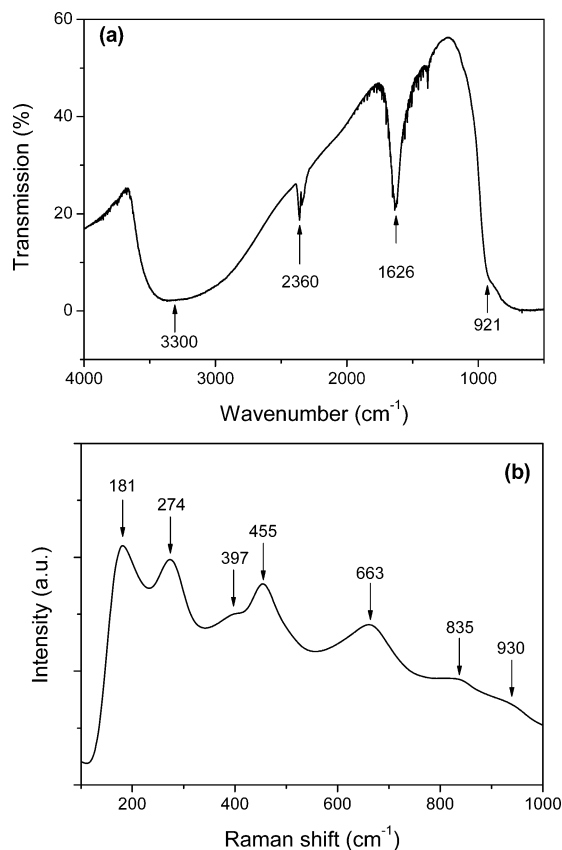 (a)
Transmission (%)
60
40
20
0
3300
2360
1626
921
4000 3000 2000 1000
Wavenumber (cm⁻¹)
(b)
Intensity (a.u.)
181
274
397
455
663
835
930
200 400 600 800 1000
Raman shift (cm⁻¹)